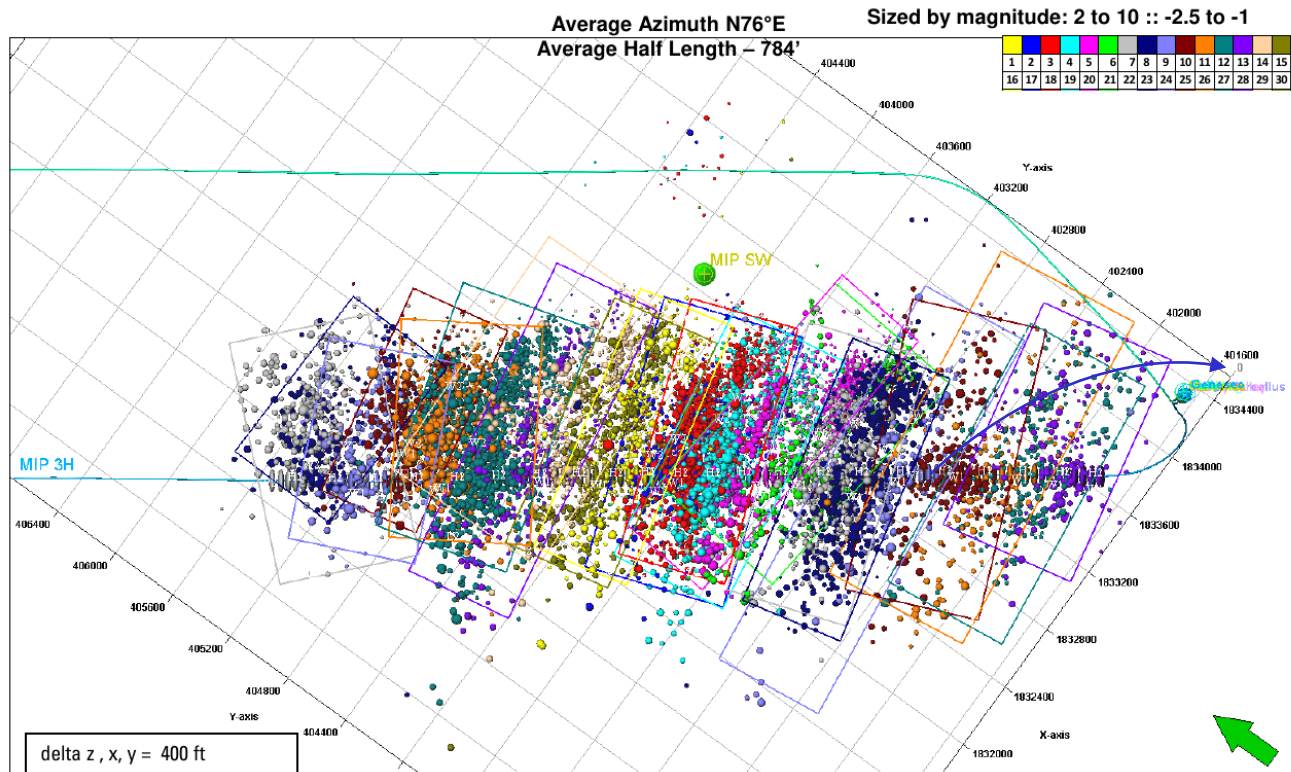 Average Azimuth N76°E
Average Half Length – 784’
Sized by magnitude: 2 to 10 :: -2.5 to -1
1 2 3 4 5 6 7 8 9 10 11 12 13 14 15
16 17 18 19 20 21 22 23 24 25 26 27 28 29 30
404400
404000
403600
Y-axis
403200
402800
402400
402000
401600
0
MIP SW
Geneseo
1834400
1834000
MIP 3H
406400
1833600
406000
1833200
405600
1832800
405200
404800
1832400
Y-axis
404400
X-axis
1832000
delta z , x, y = 400 ft